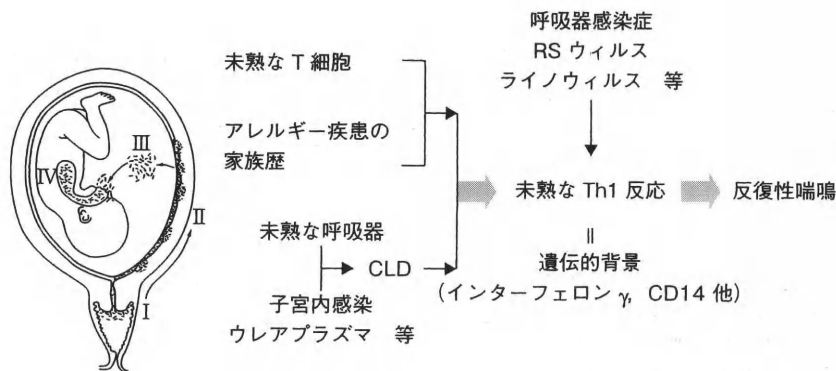 呼吸器感染症
RS ウィルス
ライノウィルス 等
未熟な T 細胞
アレルギー疾患の
家族歴
III
IV
II
I
未熟な Th1 反応
反復性喘鳴
未熟な呼吸器
CLD
子宮内感染
ウレアプラズマ 等
=
遺伝的背景
(インターフェロン γ, CD14 他)